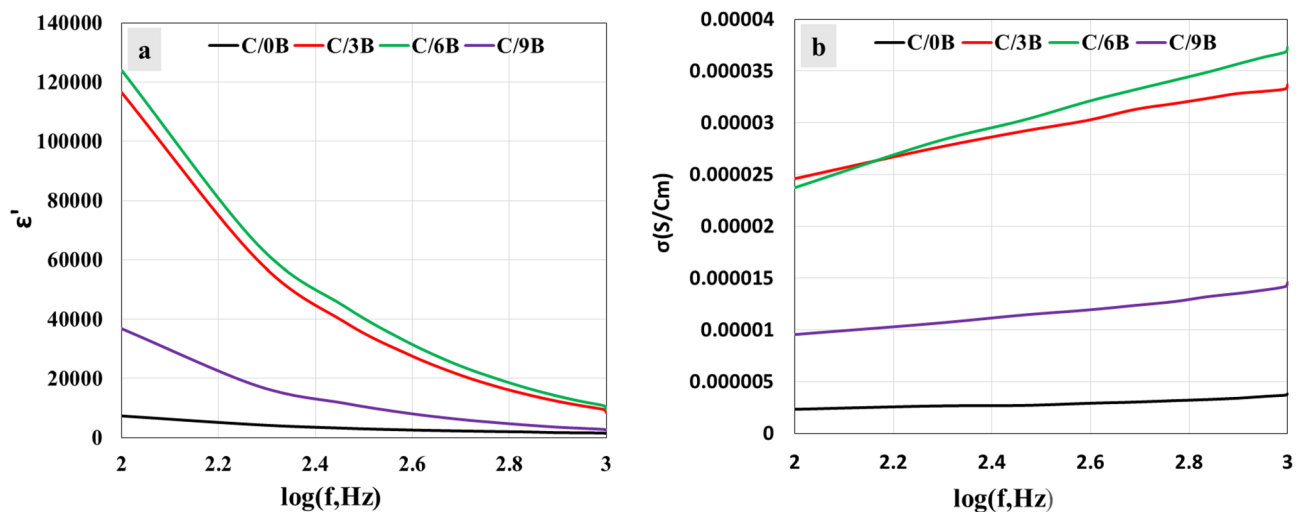 a
C/0B C/3B C/6B C/9B
140000
120000
100000
80000
60000
40000
20000
0
ε'
2 2.2 2.4 2.6 2.8 3
log(f,Hz)
b
C/0B C/3B C/6B C/9B
0.00004
0.000035
0.00003
0.000025
0.00002
0.000015
0.00001
0.000005
0
σ(S/Cm)
2 2.2 2.4 2.6 2.8 3
log(f,Hz)